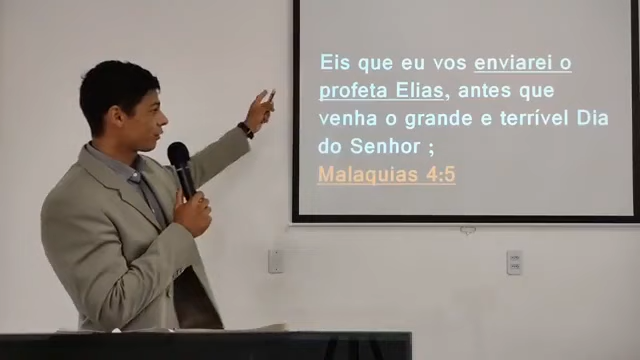 Eis que eu vos enviarei o
profeta Elias, antes que
venha o grande e terrível Dia
do Senhor ;
Malaquias 4:5